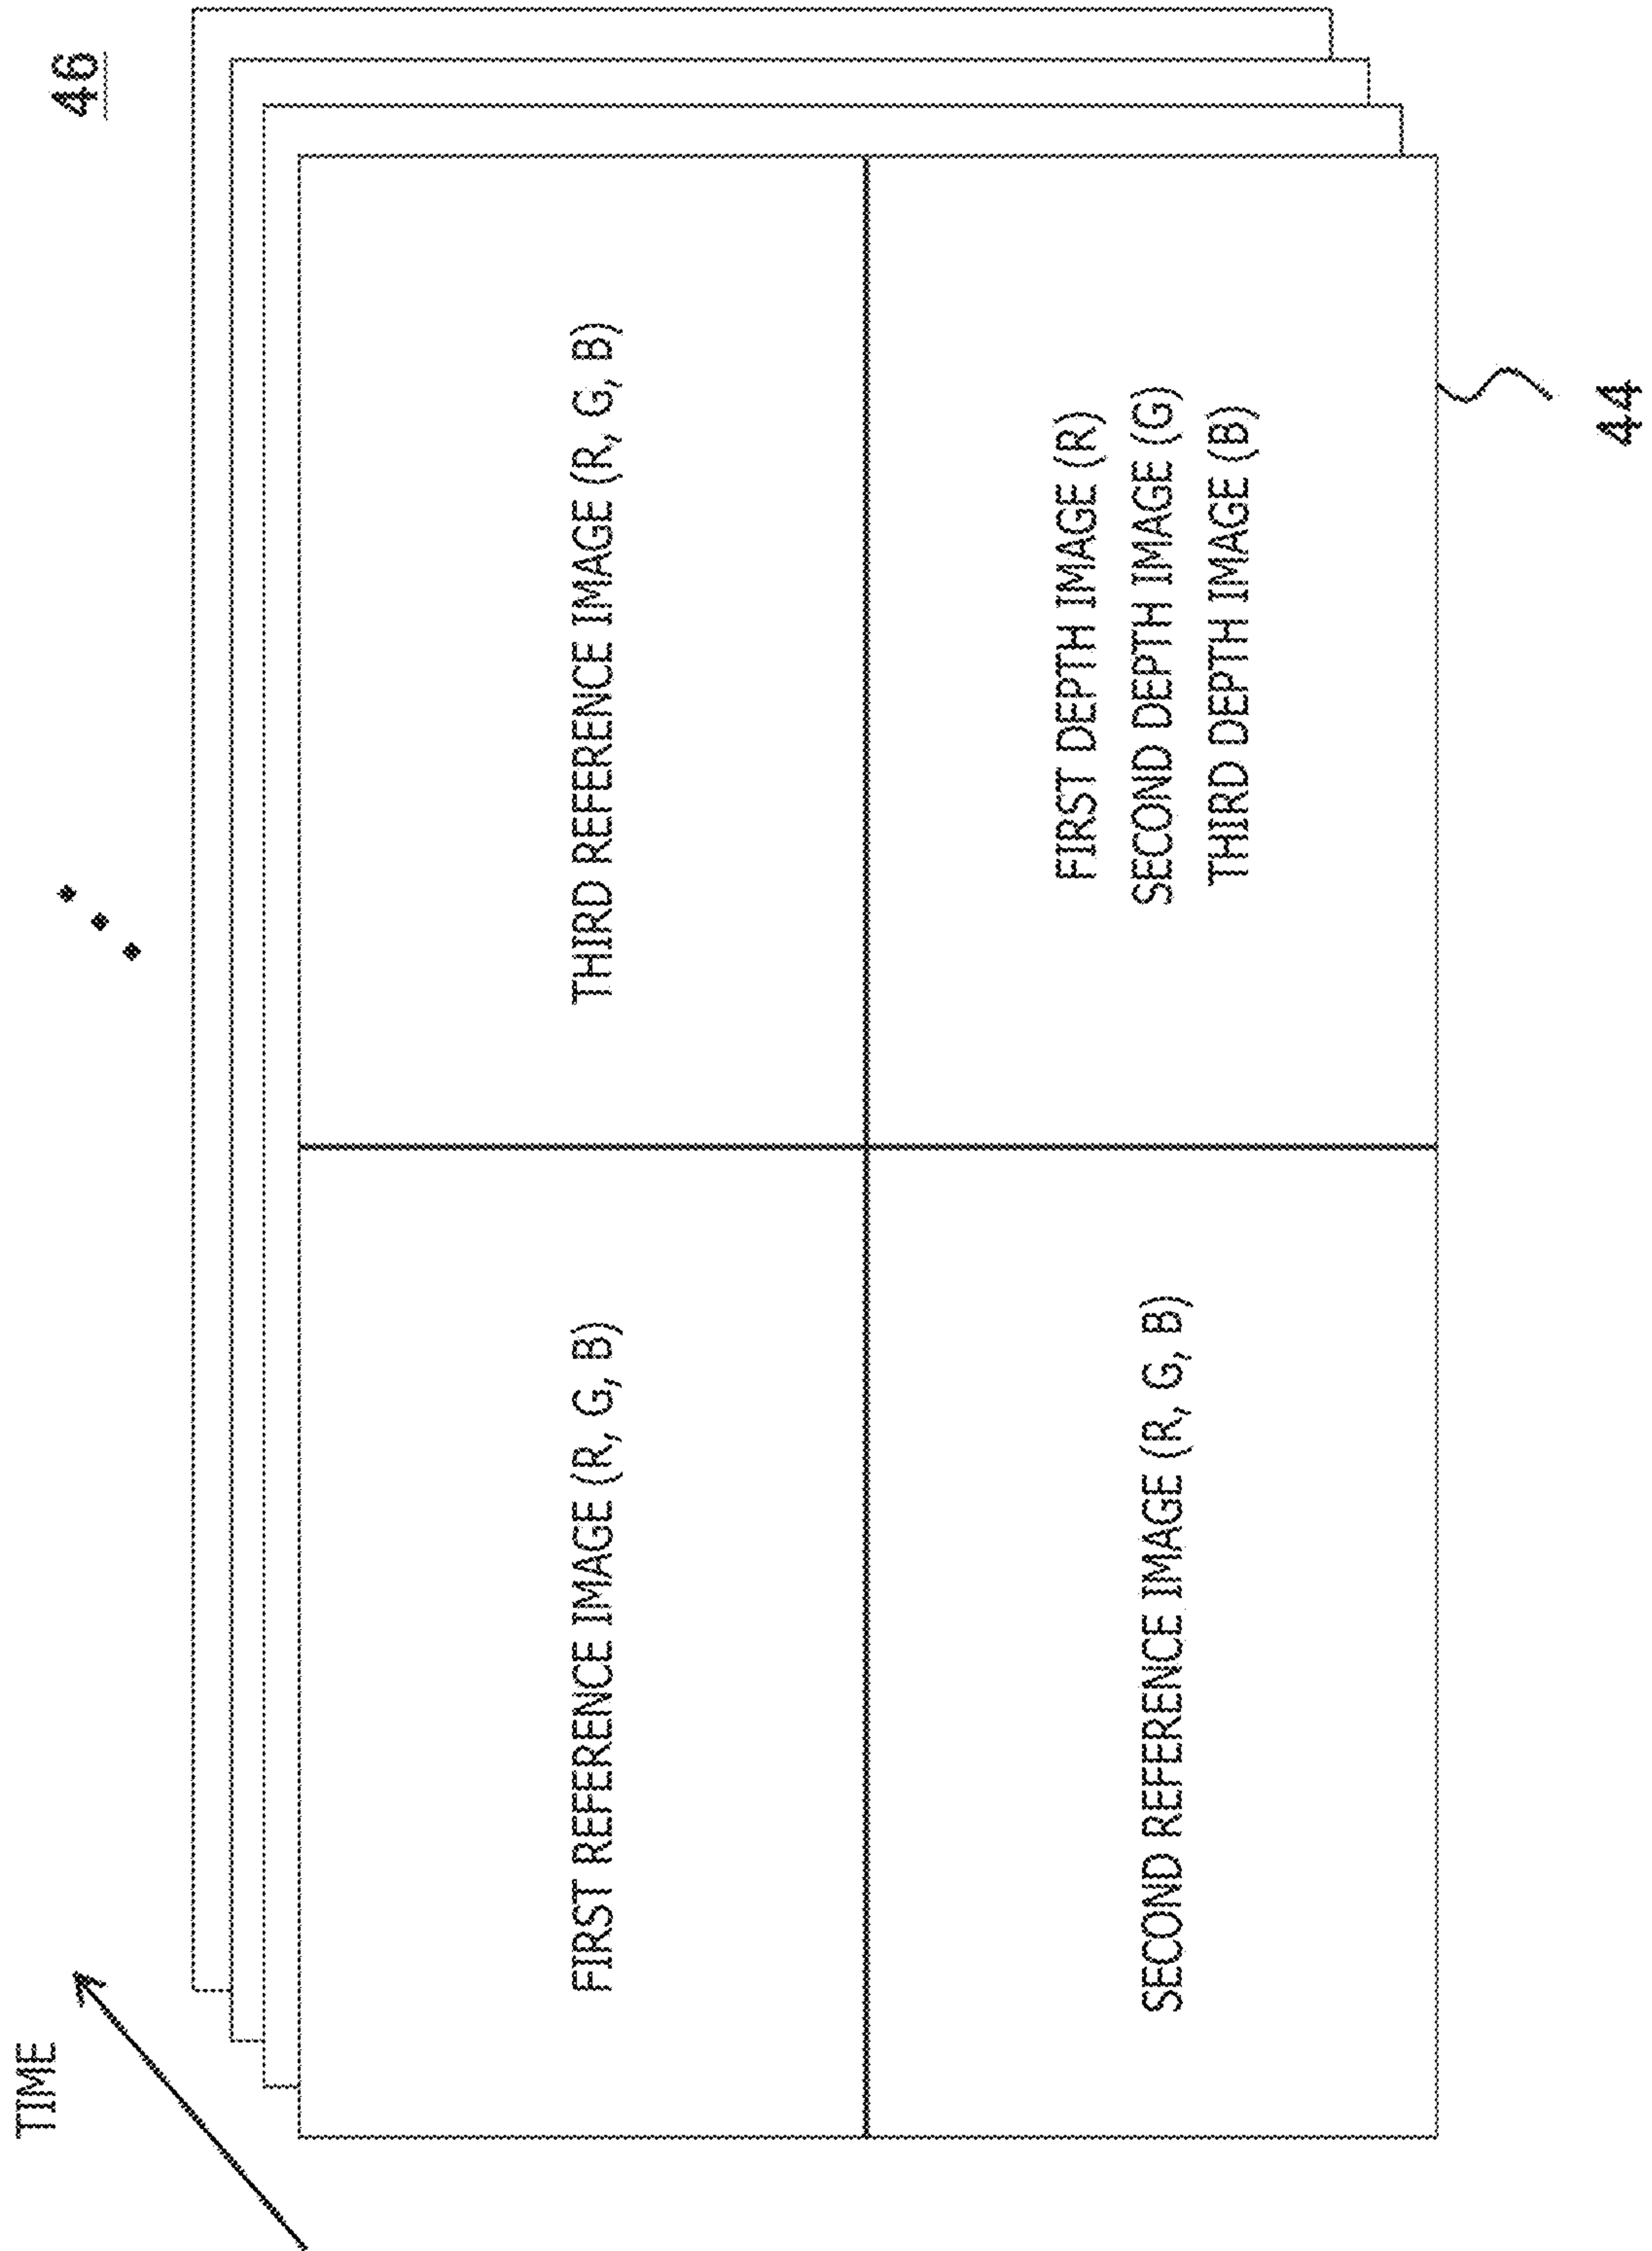 TIME
46
FIRST REFERENCE IMAGE (R, G, B)
THIRD REFERENCE IMAGE (R, G, B)
SECOND REFERENCE IMAGE (R, G, B)
FIRST DEPTH IMAGE (R)
SECOND DEPTH IMAGE (G)
THIRD DEPTH IMAGE (B)
44